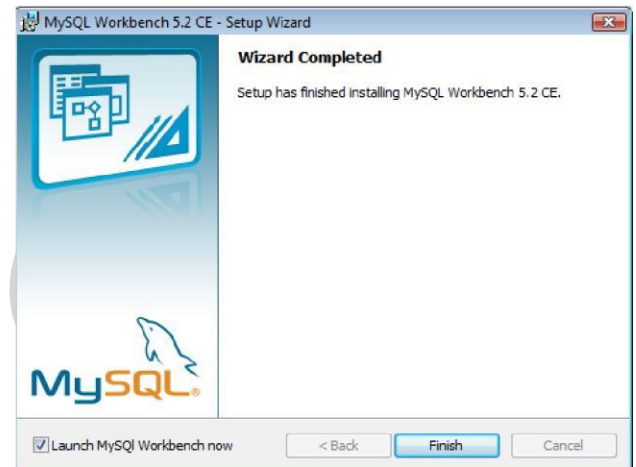 MySQL Workbench 5.2 CE - Setup Wizard
Wizard Completed
Setup has finished installing MySQL Workbench 5.2 CE.
MySQL®
Launch MySQl Workbench now
< Back
Finish
Cancel